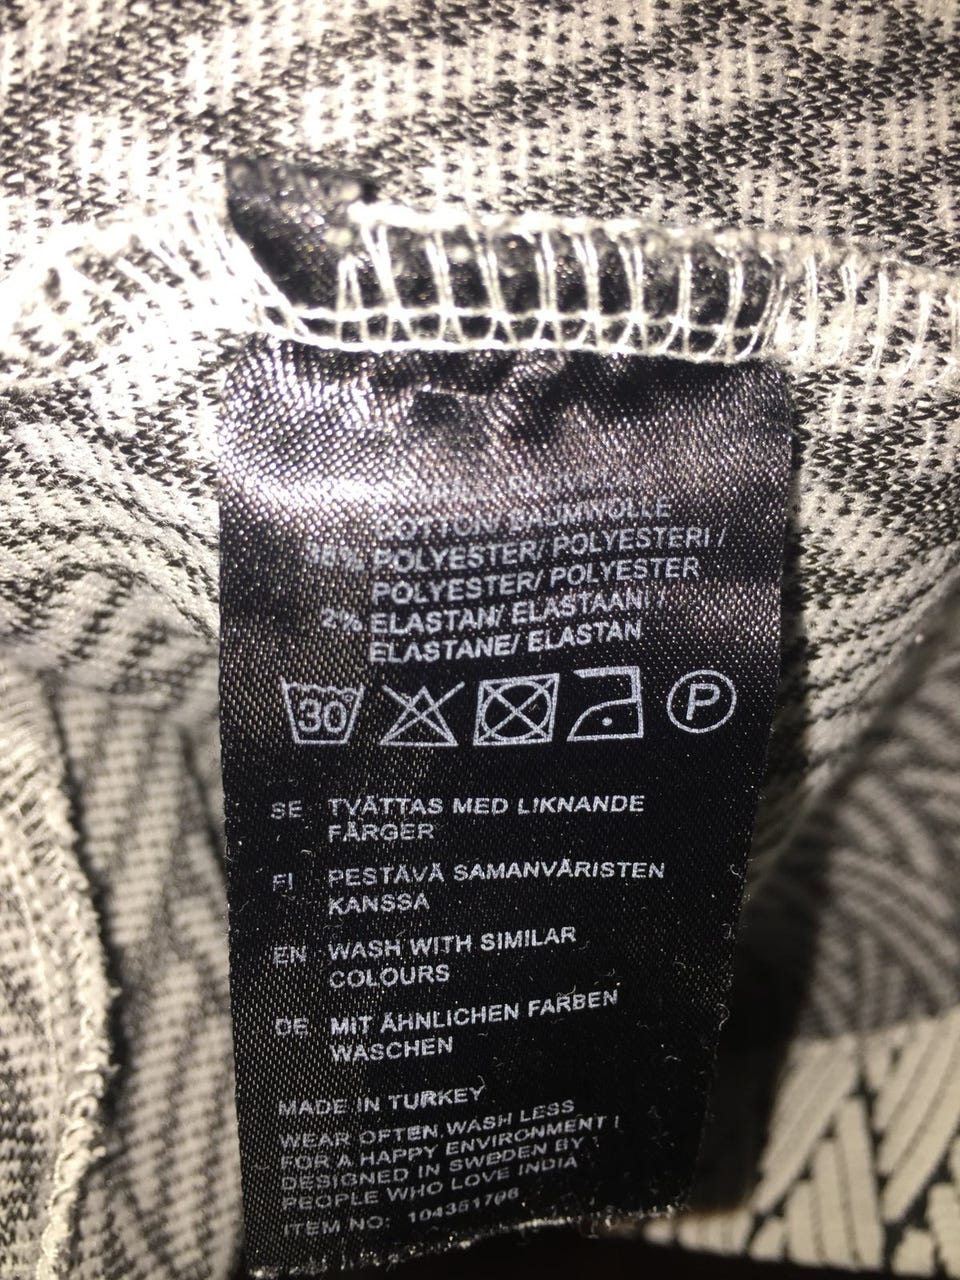 COTTON/ BAUMWOLLE
POLYESTER/ POLYESTERI /
POLYESTER/ POLYESTER
2% ELASTAN/ ELASTAANI /
ELASTANE/ ELASTAN
30 P
SE TVÄTTAS MED LIKNANDE
FÄRGER
FI PESTÄVÄ SAMANVÄRISTEN
KANSSA
EN WASH WITH SIMILAR
COLOURS
DE MIT ÄHNLICHEN FARBEN
WASCHEN
MADE IN TURKEY
WEAR OFTEN WASH LESS
FOR A HAPPY ENVIRONMENT !
DESIGNED IN SWEDEN BY
PEOPLE WHO LOVE INDIA
ITEM NO: